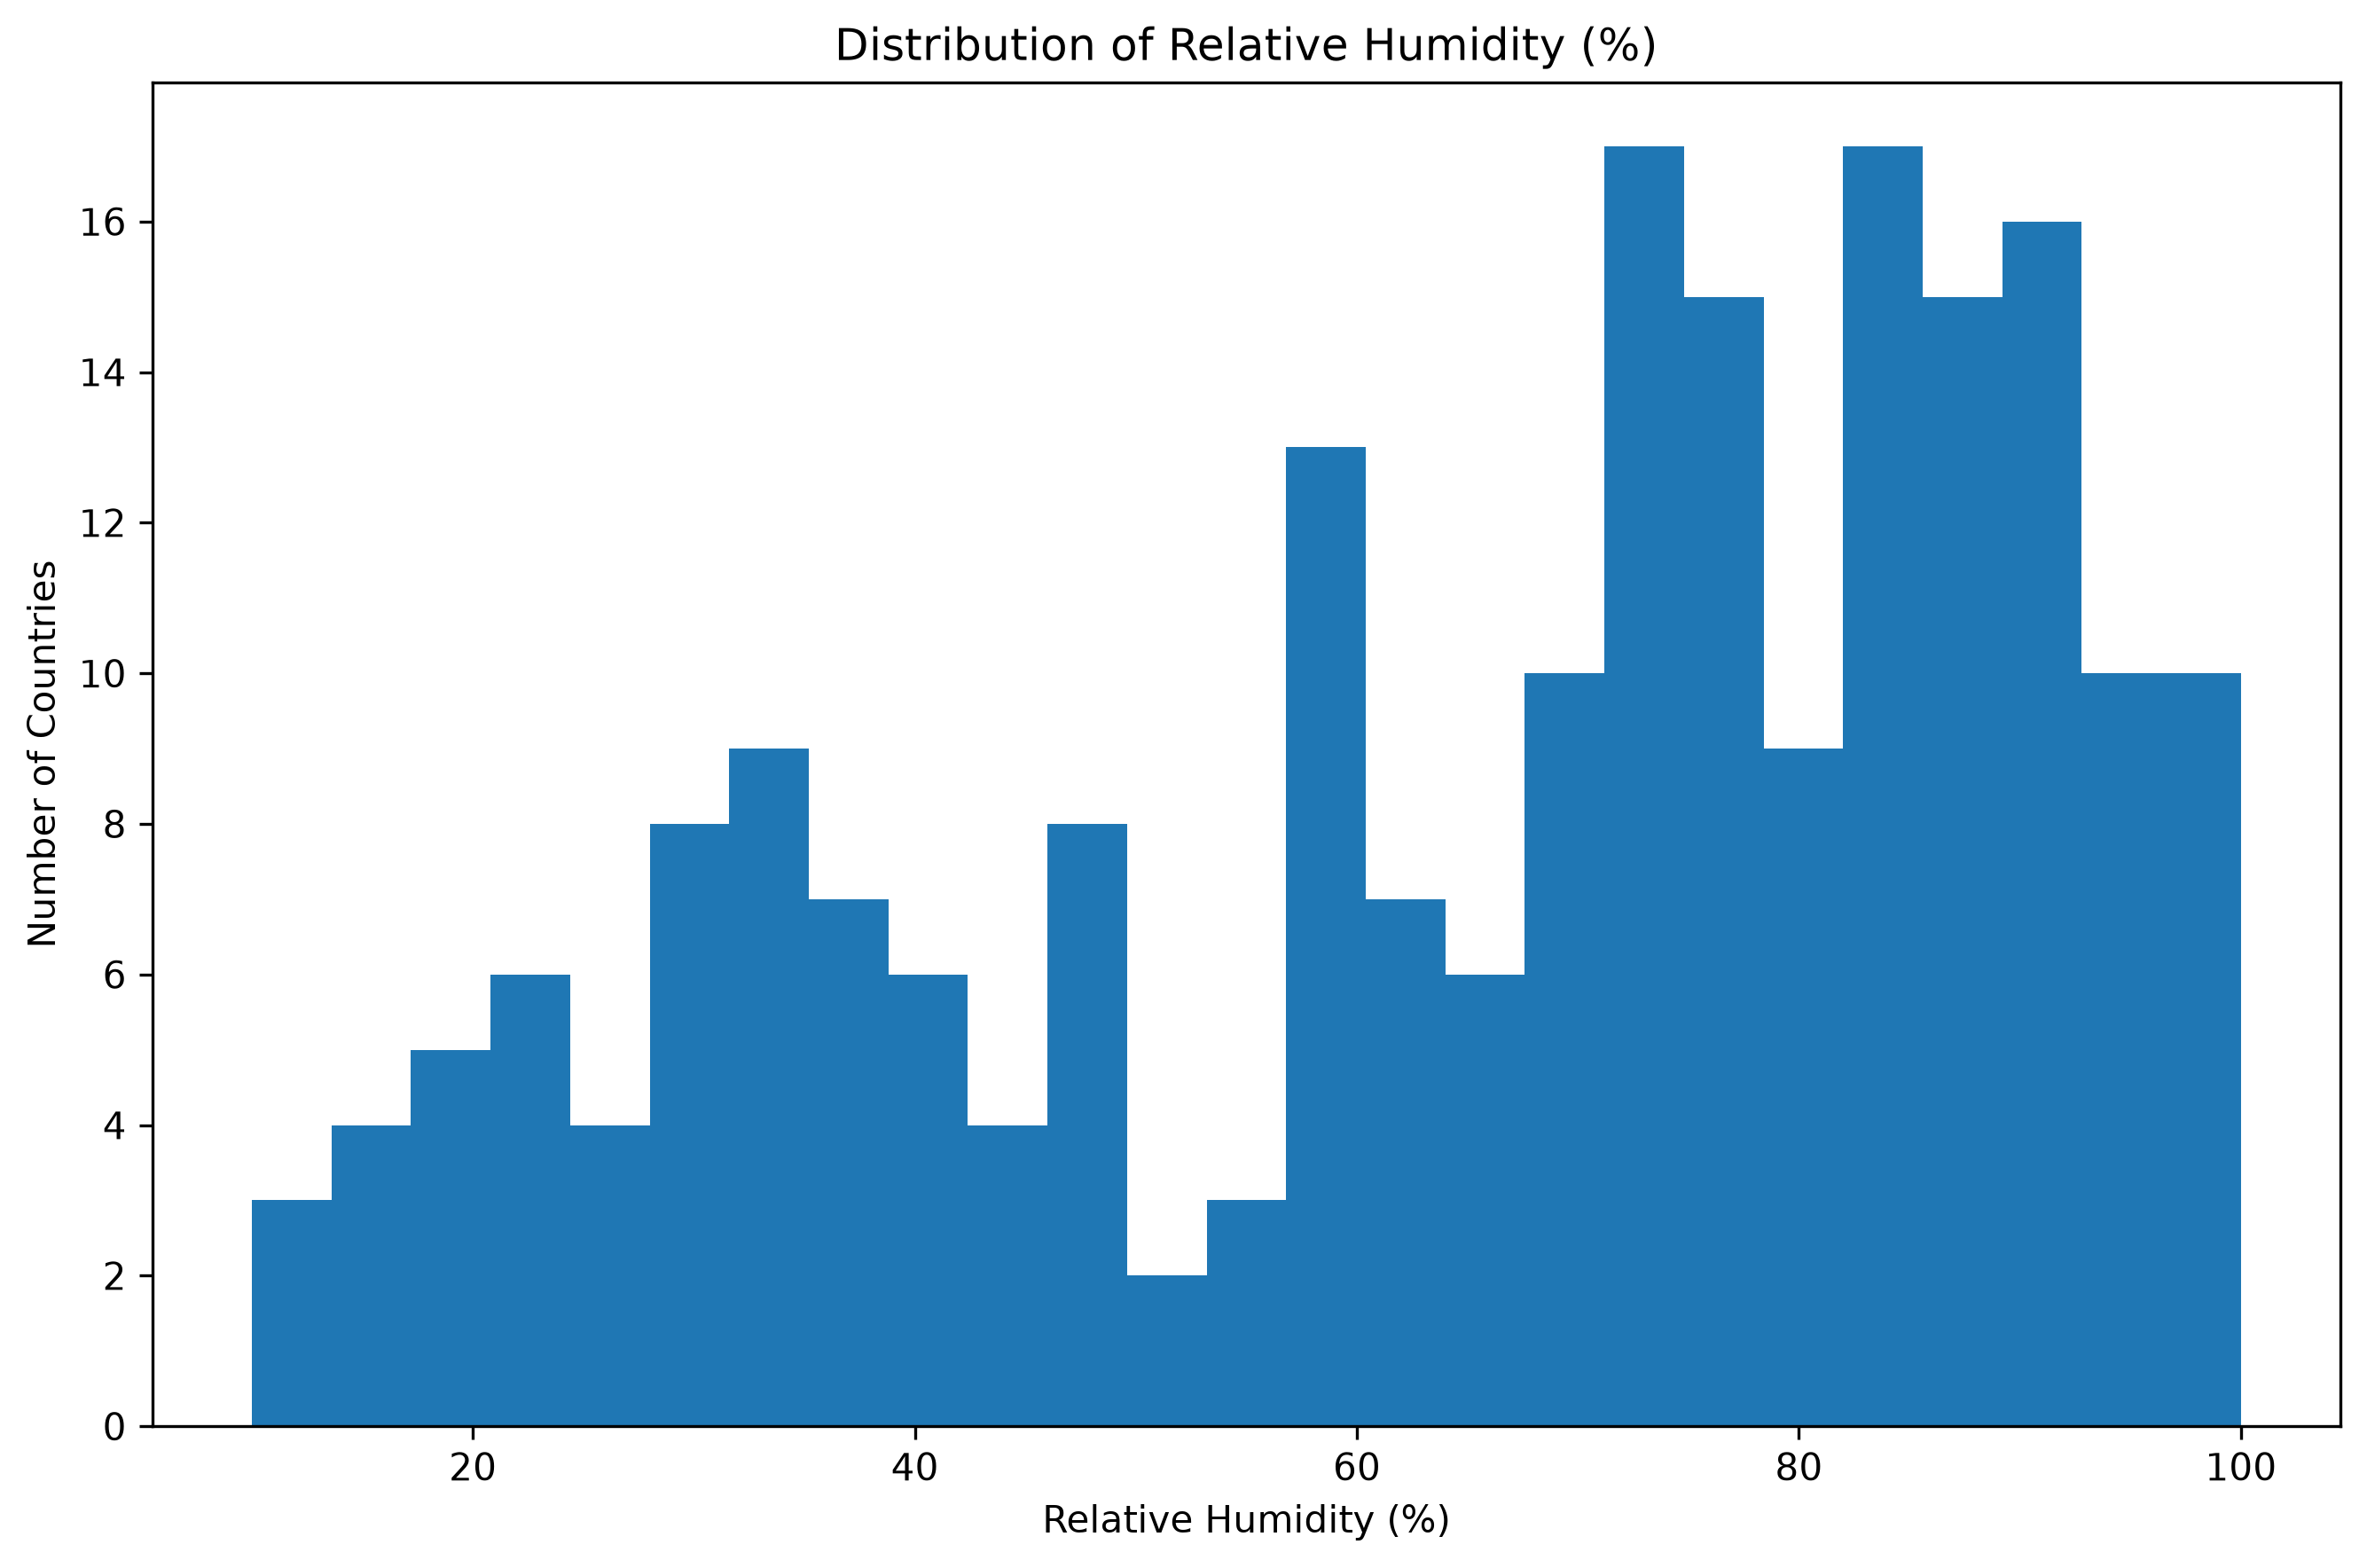 Distribution of Relative Humidity (%)
Number of Countries
16
14
12
10
8
6
4
2
0
20 40 60 80 100
Relative Humidity (%)